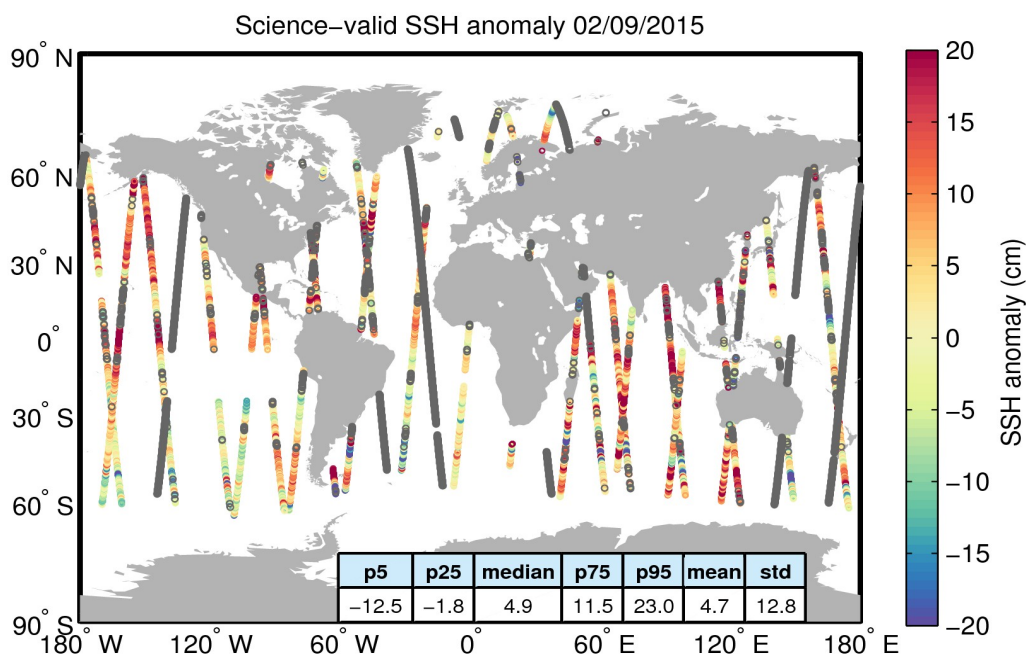 Science−valid SSH anomaly 02/09/2015
90° N
60° N
30° N
0°
30° S
60° S
90° S
180° W
120° W
60° W
0°
60° E
120° E
180° E
p5 p25 median p75 p95 mean std
−12.5 −1.8 4.9 11.5 23.0 4.7 12.8
20
15
10
5
0
−5
−10
−15
−20
SSH anomaly (cm)